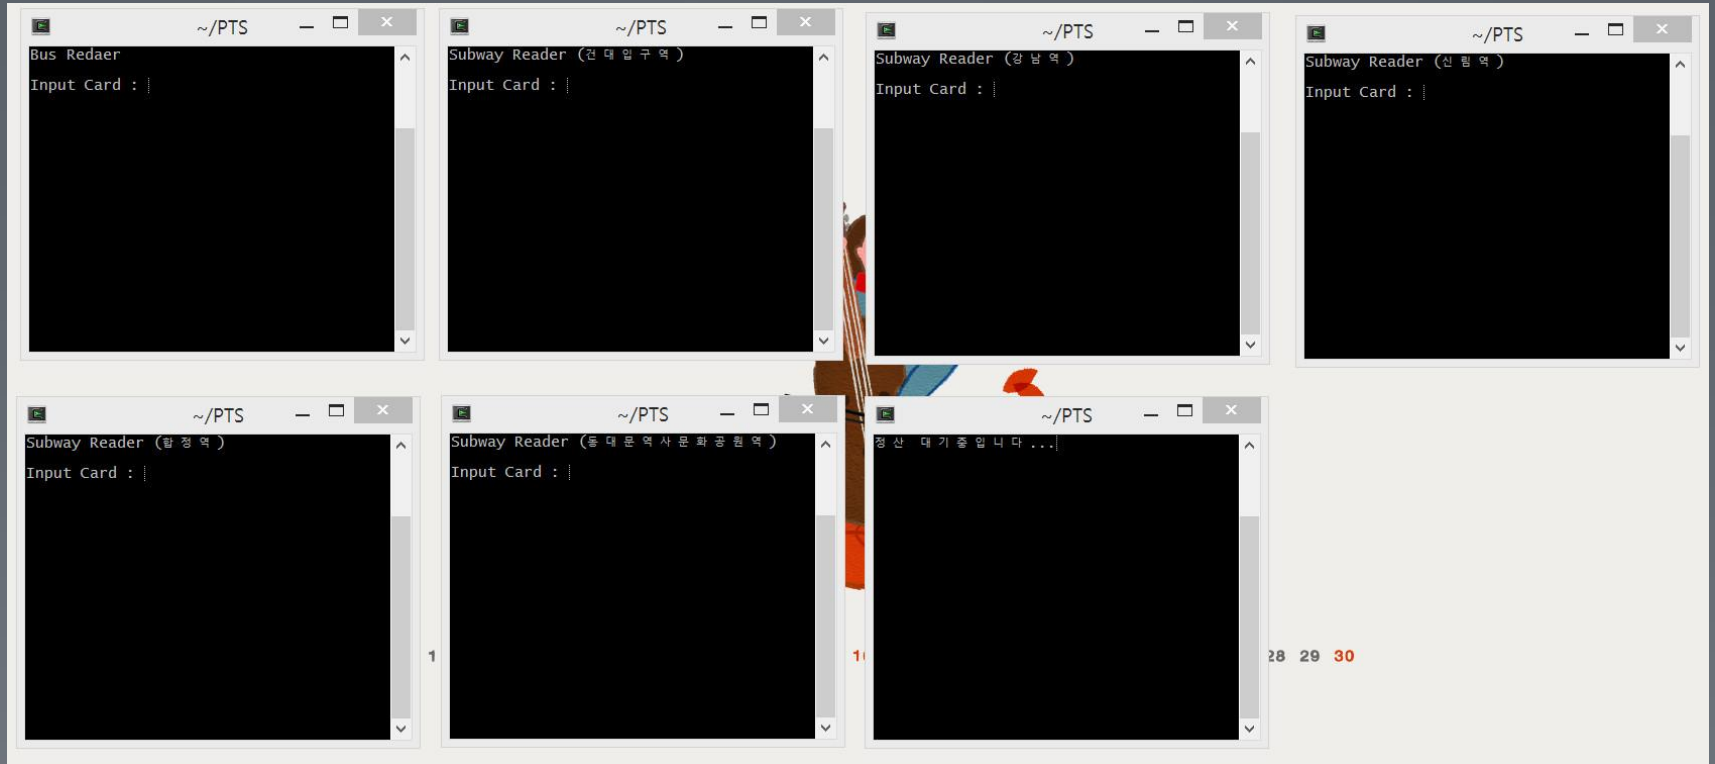 ~/PTS
Bus Redaer
Input Card :
~/PTS
Subway Reader (건대입구역)
Input Card :
~/PTS
Subway Reader (강남역)
Input Card :
~/PTS
Subway Reader (신림역)
Input Card :
~/PTS
Subway Reader (합정역)
Input Card :
~/PTS
Subway Reader (동대문역사문화공원역)
Input Card :
~/PTS
정산 대기중입니다...
1
28 29 30